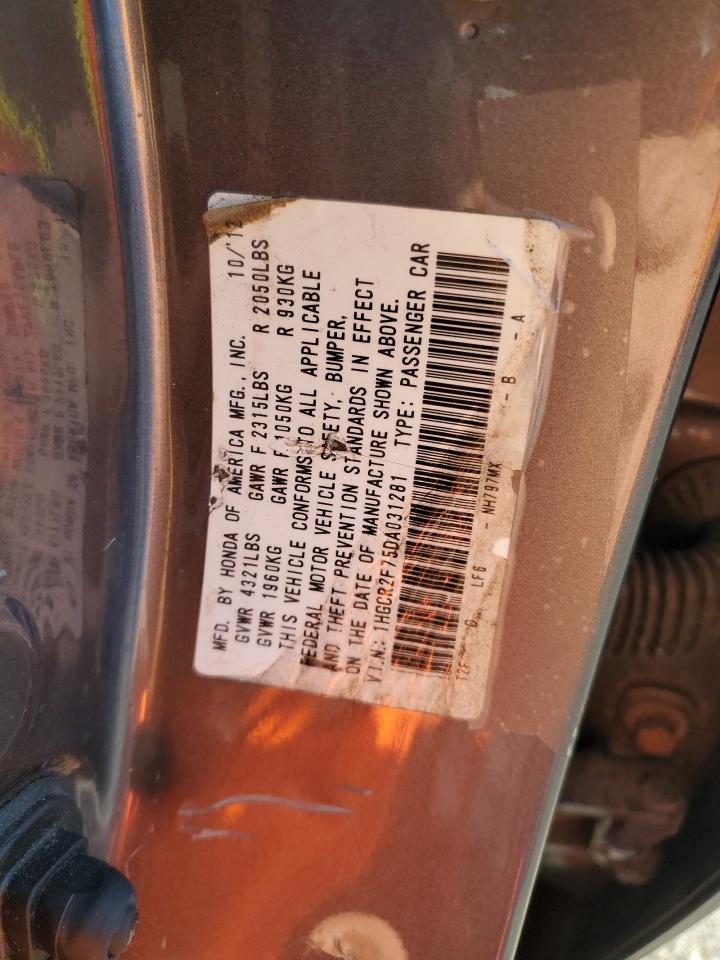 MFD. BY HONDA OF AMERICA MFG., INC. 10/'12
GVWR 4321LBS GAWR F 2315LBS R 2050LBS
GVWR 1960KG GAWR F 1050KG R 930KG
THIS VEHICLE CONFORMS TO ALL APPLICABLE
FEDERAL MOTOR VEHICLE SAFETY, BUMPER,
AND THEFT PREVENTION STANDARDS IN EFFECT
ON THE DATE OF MANUFACTURE SHOWN ABOVE.
V.I.N.: 1HGCR2F75DA031281 TYPE: PASSENGER CAR
LF6 - NH797MX - B - A